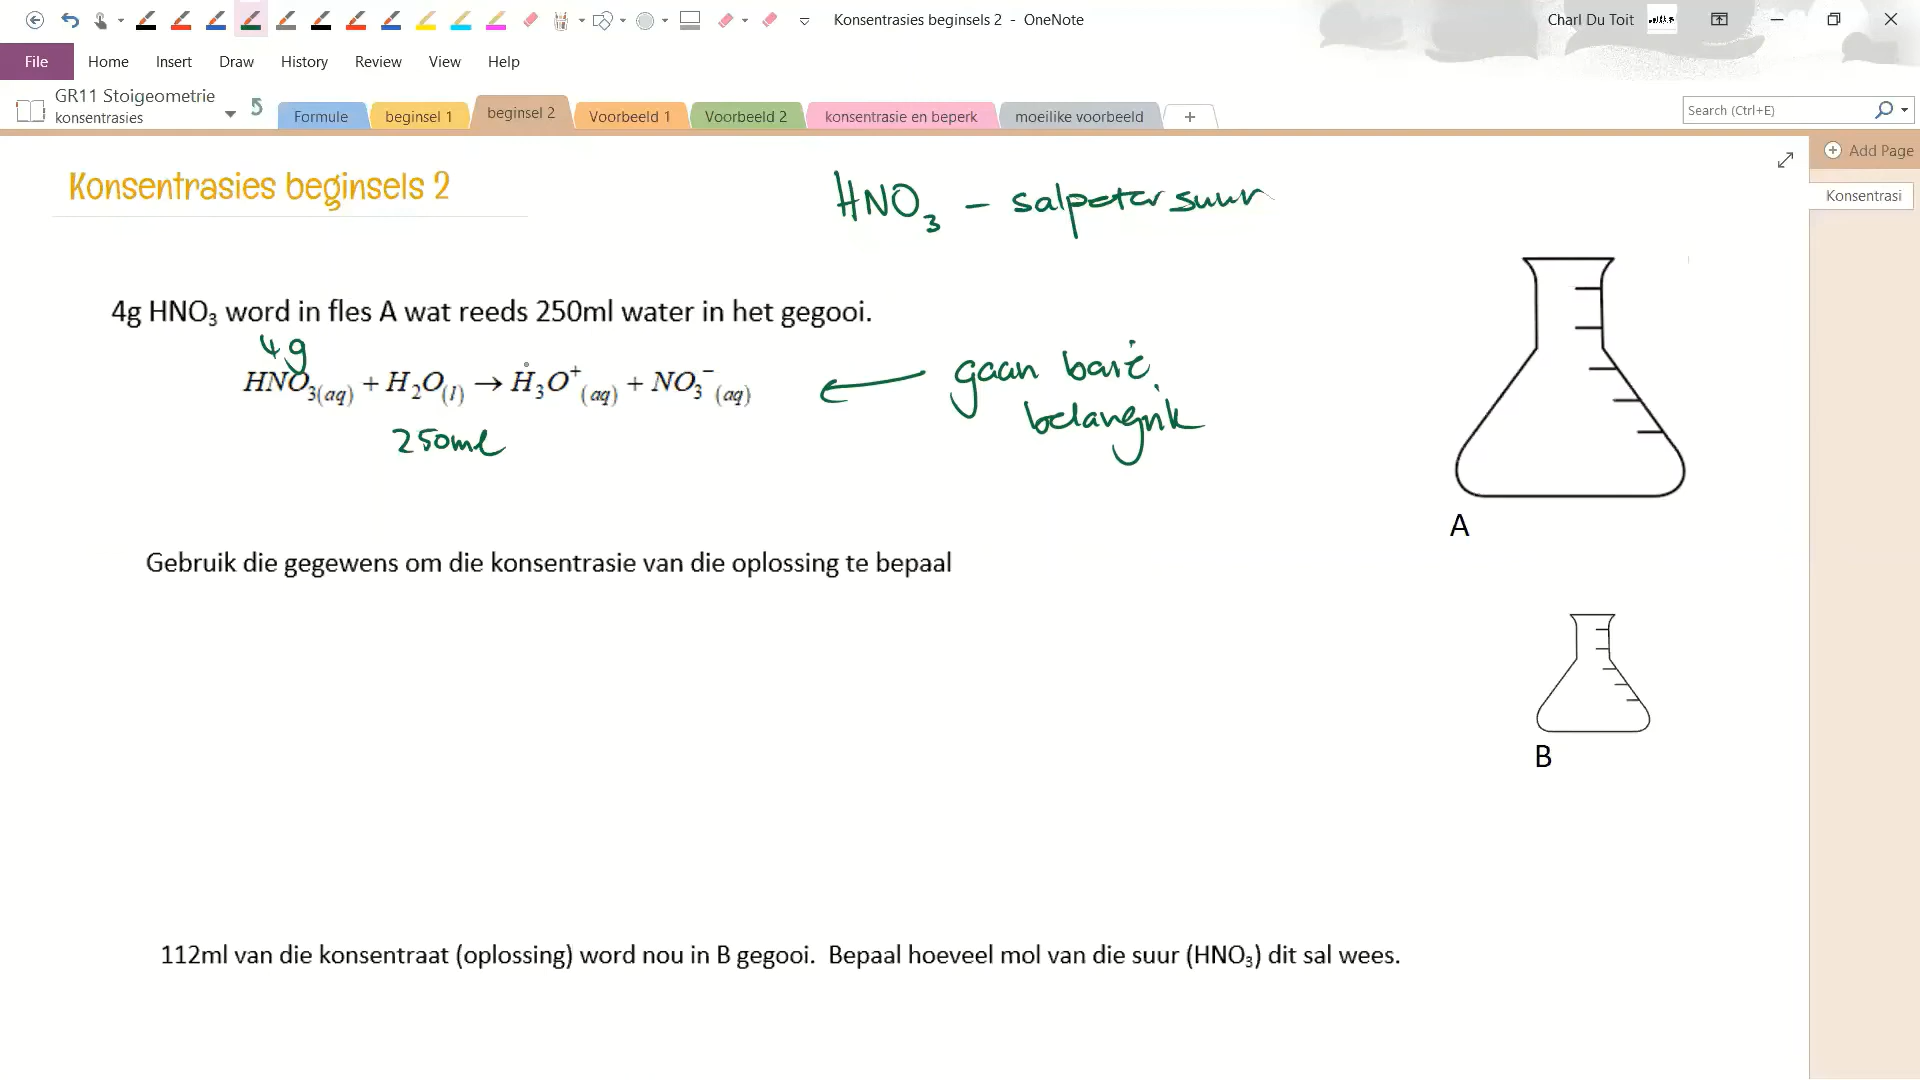 Konsentrasies beginsels 2 - OneNote
Charl Du Toit
File Home Insert Draw History Review View Help
GR11 Stoigeometrie
konsentrasies
Formule beginsel 1 beginsel 2 Voorbeeld 1 Voorbeeld 2 konsentrasie en beperk moeilike voorbeeld +
Search (Ctrl+E)
Add Page
Konsentrasi
Konsentrasies beginsels 2
HNO₃ – salpetersuur
4g HNO₃ word in fles A wat reeds 250ml water in het gegooi.
4g
HNO₃(aq) + H₂O(l) → H₃O⁺(aq) + NO₃⁻(aq)
250ml
gaan baie
belangrik
A
Gebruik die gegewens om die konsentrasie van die oplossing te bepaal
B
112ml van die konsentraat (oplossing) word nou in B gegooi. Bepaal hoeveel mol van die suur (HNO₃) dit sal wees.